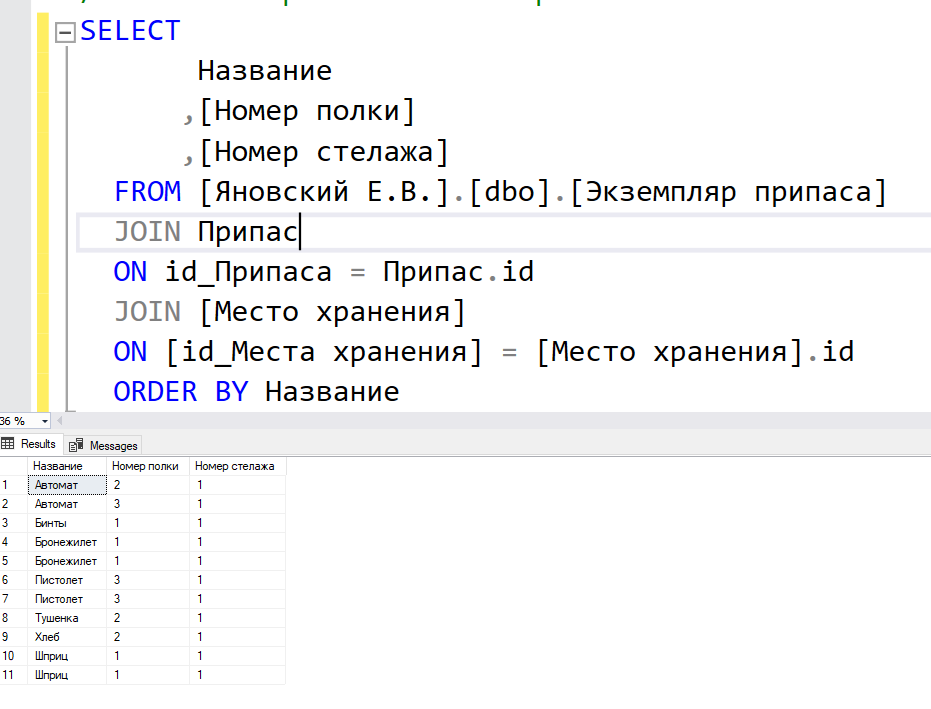 SELECT
Название
,[Номер полки]
,[Номер стелажа]
FROM [Яновский Е.В.].[dbo].[Экземпляр припаса]
JOIN Припас
ON id_Припаса = Припас.id
JOIN [Место хранения]
ON [id_Места хранения] = [Место хранения].id
ORDER BY Название
36 %
Results Messages
Название Номер полки Номер стелажа
1 Автомат 2 1
2 Автомат 3 1
3 Бинты 1 1
4 Бронежилет 1 1
5 Бронежилет 1 1
6 Пистолет 3 1
7 Пистолет 3 1
8 Тушенка 2 1
9 Хлеб 2 1
10 Шприц 1 1
11 Шприц 1 1